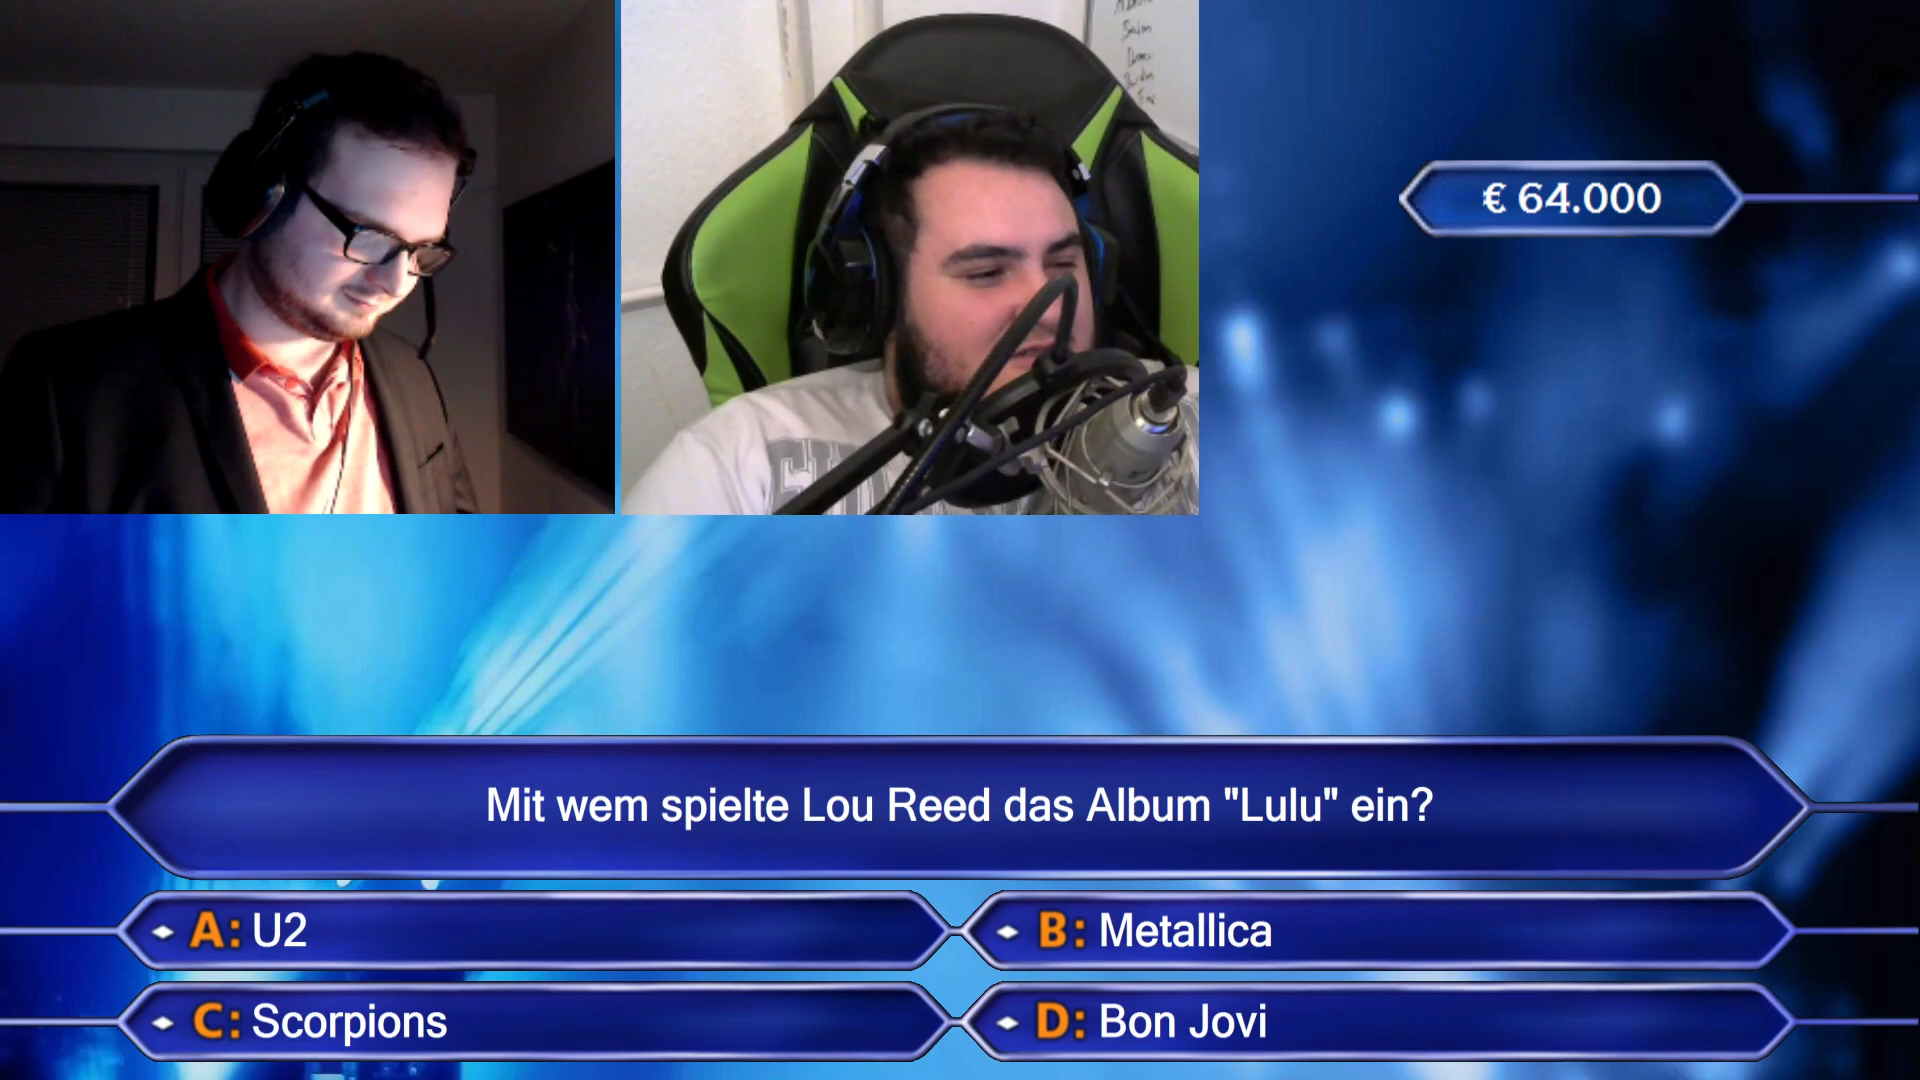 € 64.000
Mit wem spielte Lou Reed das Album "Lulu" ein?
A: U2
B: Metallica
C: Scorpions
D: Bon Jovi